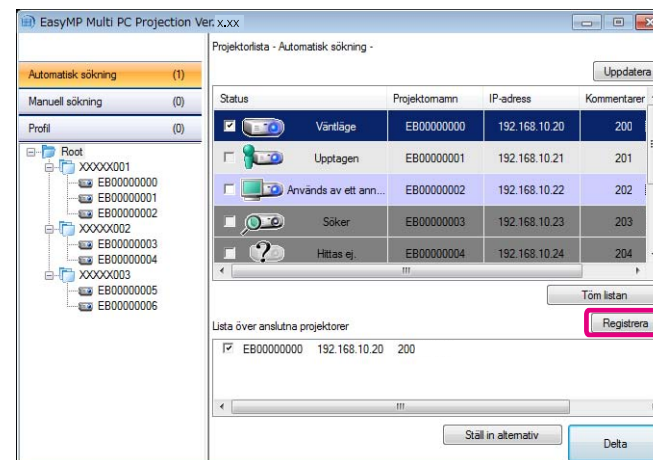 EasyMP Multi PC Projection Ver. x.xx
Projektorlista - Automatisk sökning -
Uppdatera
Automatisk sökning (1)
Manuell sökning (0)
Profil (0)
Root
XXXXX001
EB00000000
EB00000001
EB00000002
XXXXX002
EB00000003
EB00000004
XXXXX003
EB00000005
EB00000006
Status Projektornamn IP-adress Kommentarer
Väntläge EB00000000 192.168.10.20 200
Upptagen EB00000001 192.168.10.21 201
Används av ett ann... EB00000002 192.168.10.22 202
Söker EB00000003 192.168.10.23 203
Hittas ej. EB00000004 192.168.10.24 204
Töm listan
Lista över anslutna projektorer
Registrera
EB00000000 192.168.10.20 200
Ställ in alternativ
Delta